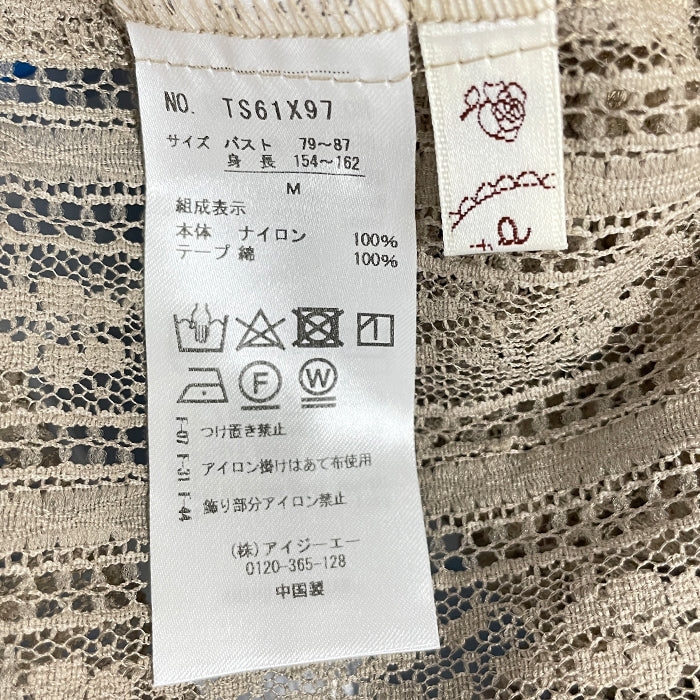 NO. TS61X97
サイズ バスト 79～87
身 長 154～162
M
組成表示
本体 ナイロン 100%
テープ 綿 100%
F W
I-07 I-31 I-44
つけ置き禁止
アイロン掛けはあて布使用
飾り部分アイロン禁止
(株)アイジーエー
0120-365-128
中国製